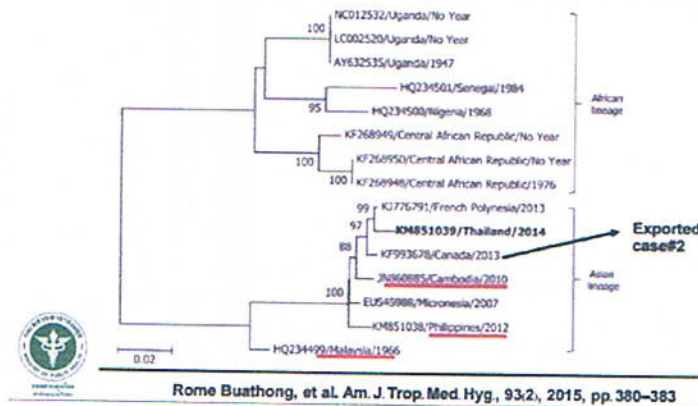 NC012532/Uganda/No Year
100
LC002520/Uganda/No Year
AY632535/Uganda/1947
HQ234501/Senegal/1984
95
HQ234500/Nigeria/1968
African lineage
KF268949/Central African Republic/No Year
100
KF268950/Central African Republic/No Year
100
KF268948/Central African Republic/1976
KJ776791/French Polynesia/2013
99
KM851039/Thailand/2014
97
Exported
case#2
KF993678/Canada/2013
88
JN860885/Cambodia/2010
Asian lineage
100
EU545988/Micronesia/2007
KM851038/Philippines/2012
HQ234499/Malaysia/1966
0.02
Rome Buathong, et al. Am. J. Trop. Med. Hyg., 93(2), 2015, pp. 380–383